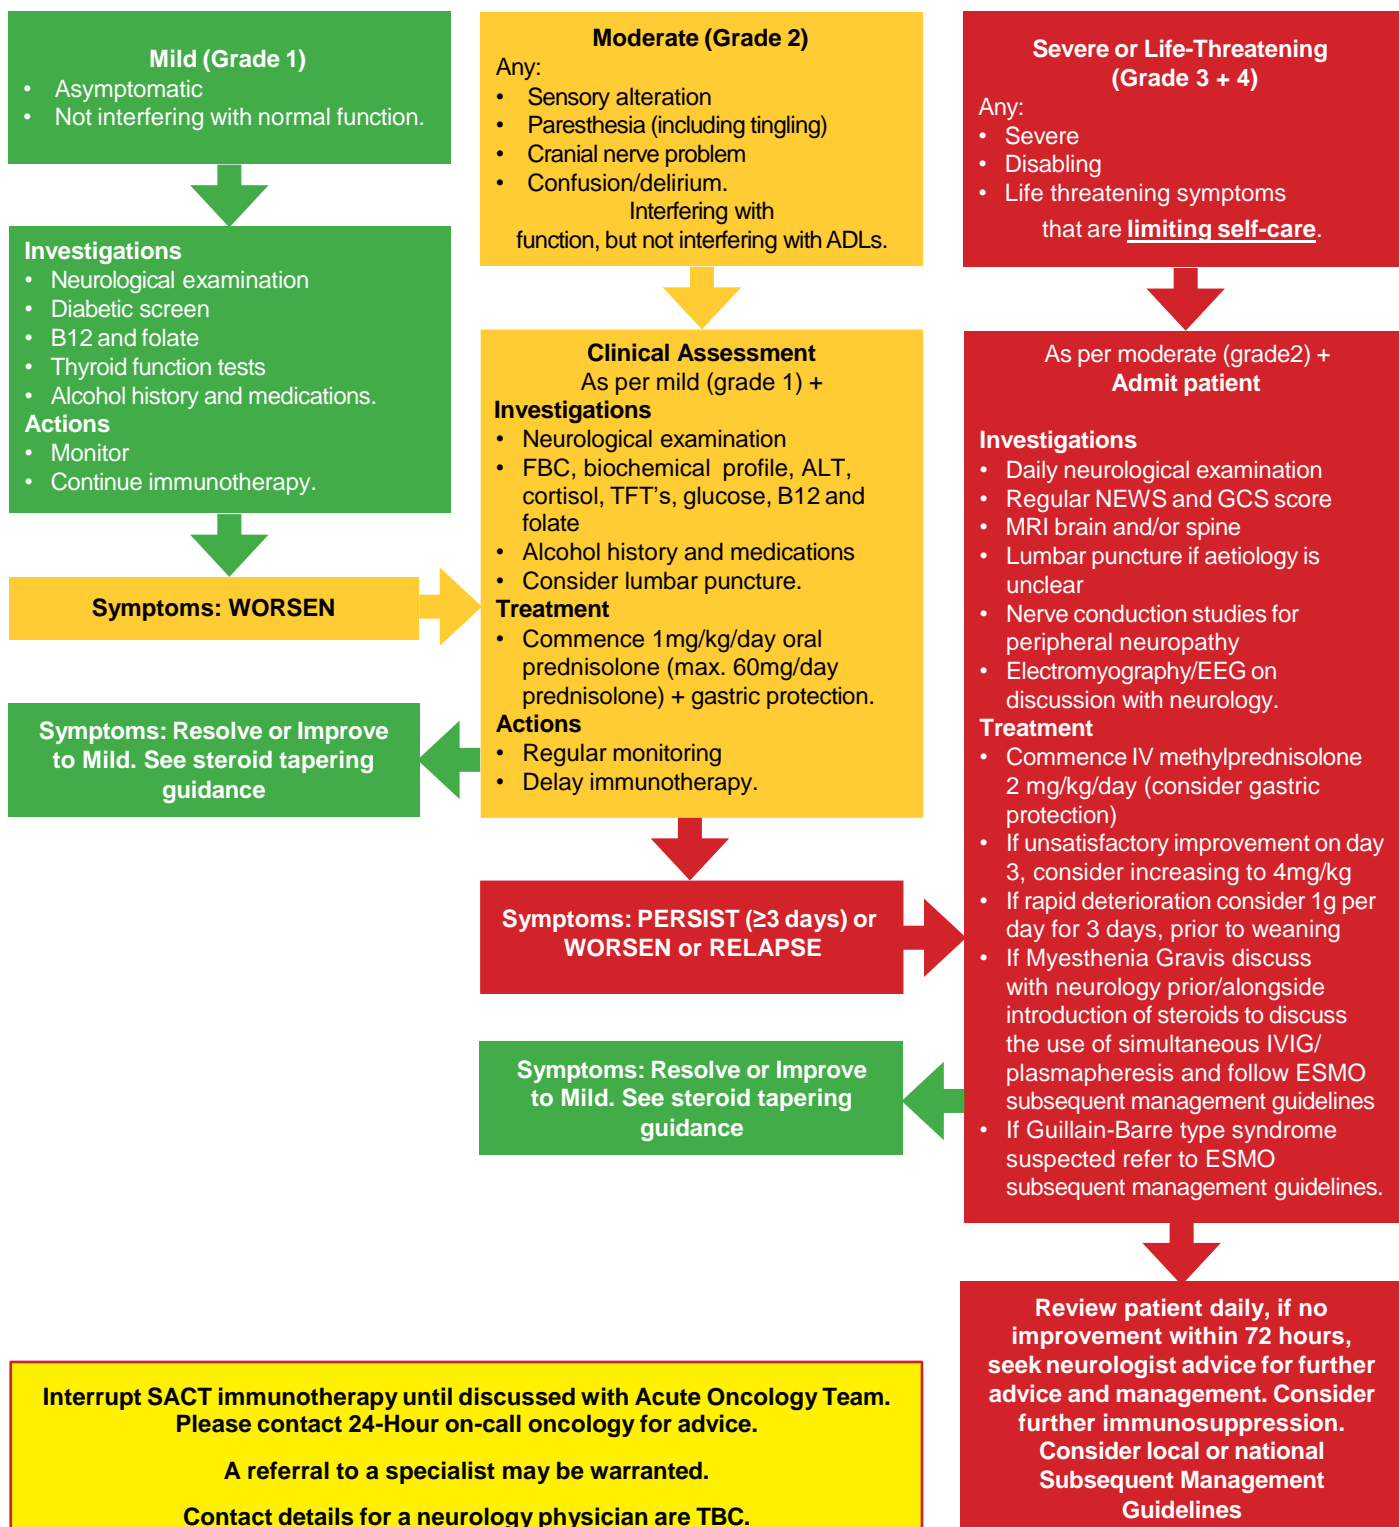 Mild (Grade 1)
• Asymptomatic
• Not interfering with normal function.
Investigations
• Neurological examination
• Diabetic screen
• B12 and folate
• Thyroid function tests
• Alcohol history and medications.
Actions
• Monitor
• Continue immunotherapy.
Symptoms: WORSEN
Symptoms: Resolve or Improve
to Mild. See steroid tapering
guidance
Moderate (Grade 2)
Any:
• Sensory alteration
• Paresthesia (including tingling)
• Cranial nerve problem
• Confusion/delirium.
Interfering with
function, but not interfering with ADLs.
Clinical Assessment
As per mild (grade 1) +
Investigations
• Neurological examination
• FBC, biochemical profile, ALT,
cortisol, TFT's, glucose, B12 and
folate
• Alcohol history and medications
• Consider lumbar puncture.
Treatment
• Commence 1mg/kg/day oral
prednisolone (max. 60mg/day
prednisolone) + gastric protection.
Actions
• Regular monitoring
• Delay immunotherapy.
Symptoms: PERSIST (≥3 days) or
WORSEN or RELAPSE
Symptoms: Resolve or Improve
to Mild. See steroid tapering
guidance
Severe or Life-Threatening
(Grade 3 + 4)
Any:
• Severe
• Disabling
• Life threatening symptoms
that are limiting self-care.
As per moderate (grade2) +
Admit patient
Investigations
• Daily neurological examination
• Regular NEWS and GCS score
• MRI brain and/or spine
• Lumbar puncture if aetiology is
unclear
• Nerve conduction studies for
peripheral neuropathy
• Electromyography/EEG on
discussion with neurology.
Treatment
• Commence IV methylprednisolone
2 mg/kg/day (consider gastric
protection)
• If unsatisfactory improvement on day
3, consider increasing to 4mg/kg
• If rapid deterioration consider 1g per
day for 3 days, prior to weaning
• If Myesthenia Gravis discuss
with neurology prior/alongside
introduction of steroids to discuss
the use of simultaneous IVIG/
plasmapheresis and follow ESMO
subsequent management guidelines
• If Guillain-Barre type syndrome
suspected refer to ESMO
subsequent management guidelines.
Review patient daily, if no
improvement within 72 hours,
seek neurologist advice for further
advice and management. Consider
further immunosuppression.
Consider local or national
Subsequent Management
Guidelines
Interrupt SACT immunotherapy until discussed with Acute Oncology Team.
Please contact 24-Hour on-call oncology for advice.
A referral to a specialist may be warranted.
Contact details for a neurology physician are TBC.